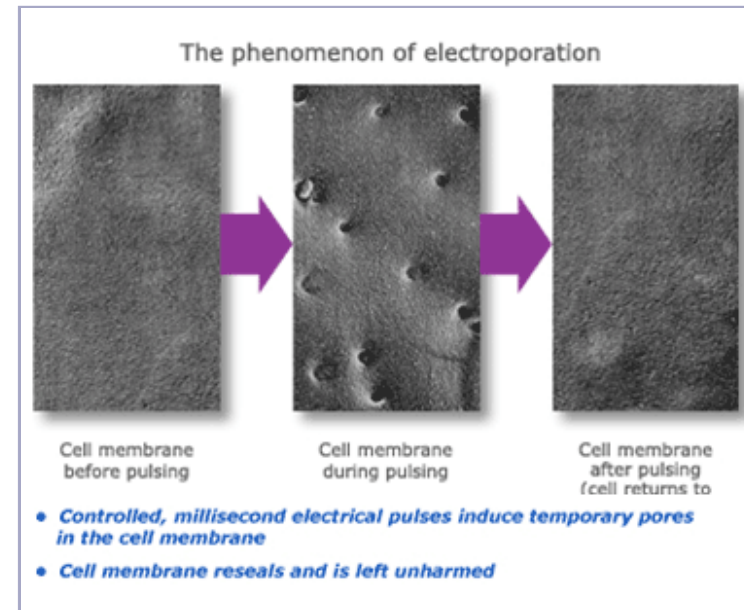 The phenomenon of electroporation
Cell membrane
before pulsing
Cell membrane
during pulsing
Cell membrane
after pulsing
(cell returns to
• Controlled, millisecond electrical pulses induce temporary pores
in the cell membrane
• Cell membrane reseals and is left unharmed